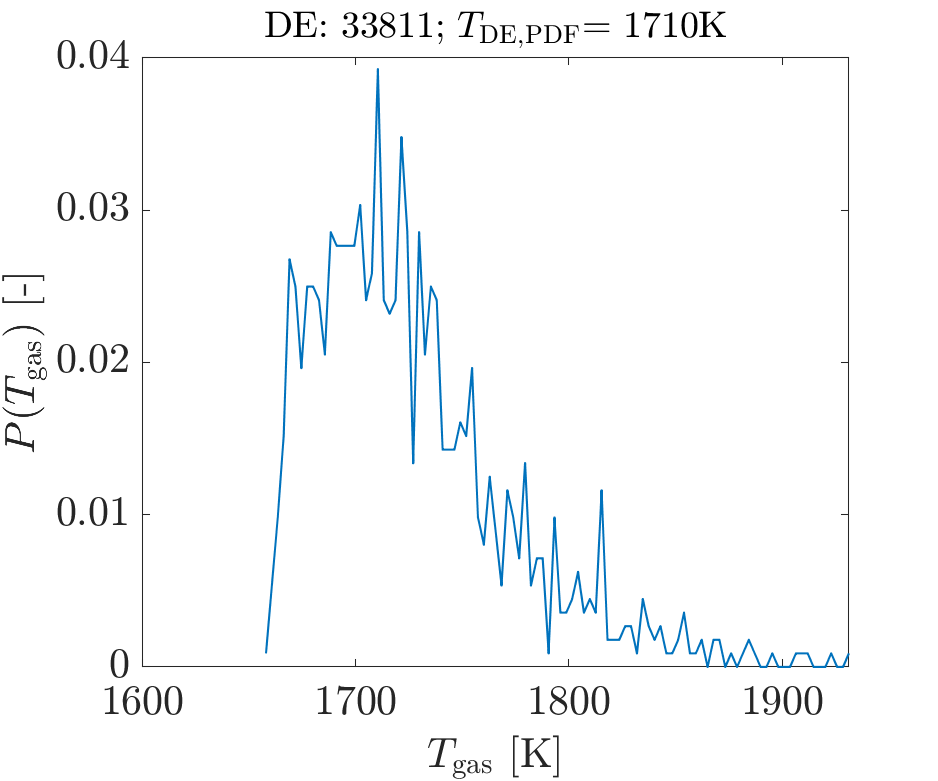 DE: 33811; T_DE,PDF= 1710K
0.04
0.03
0.02
0.01
0
P(T_gas) [-]
1600 1700 1800 1900
T_gas [K]